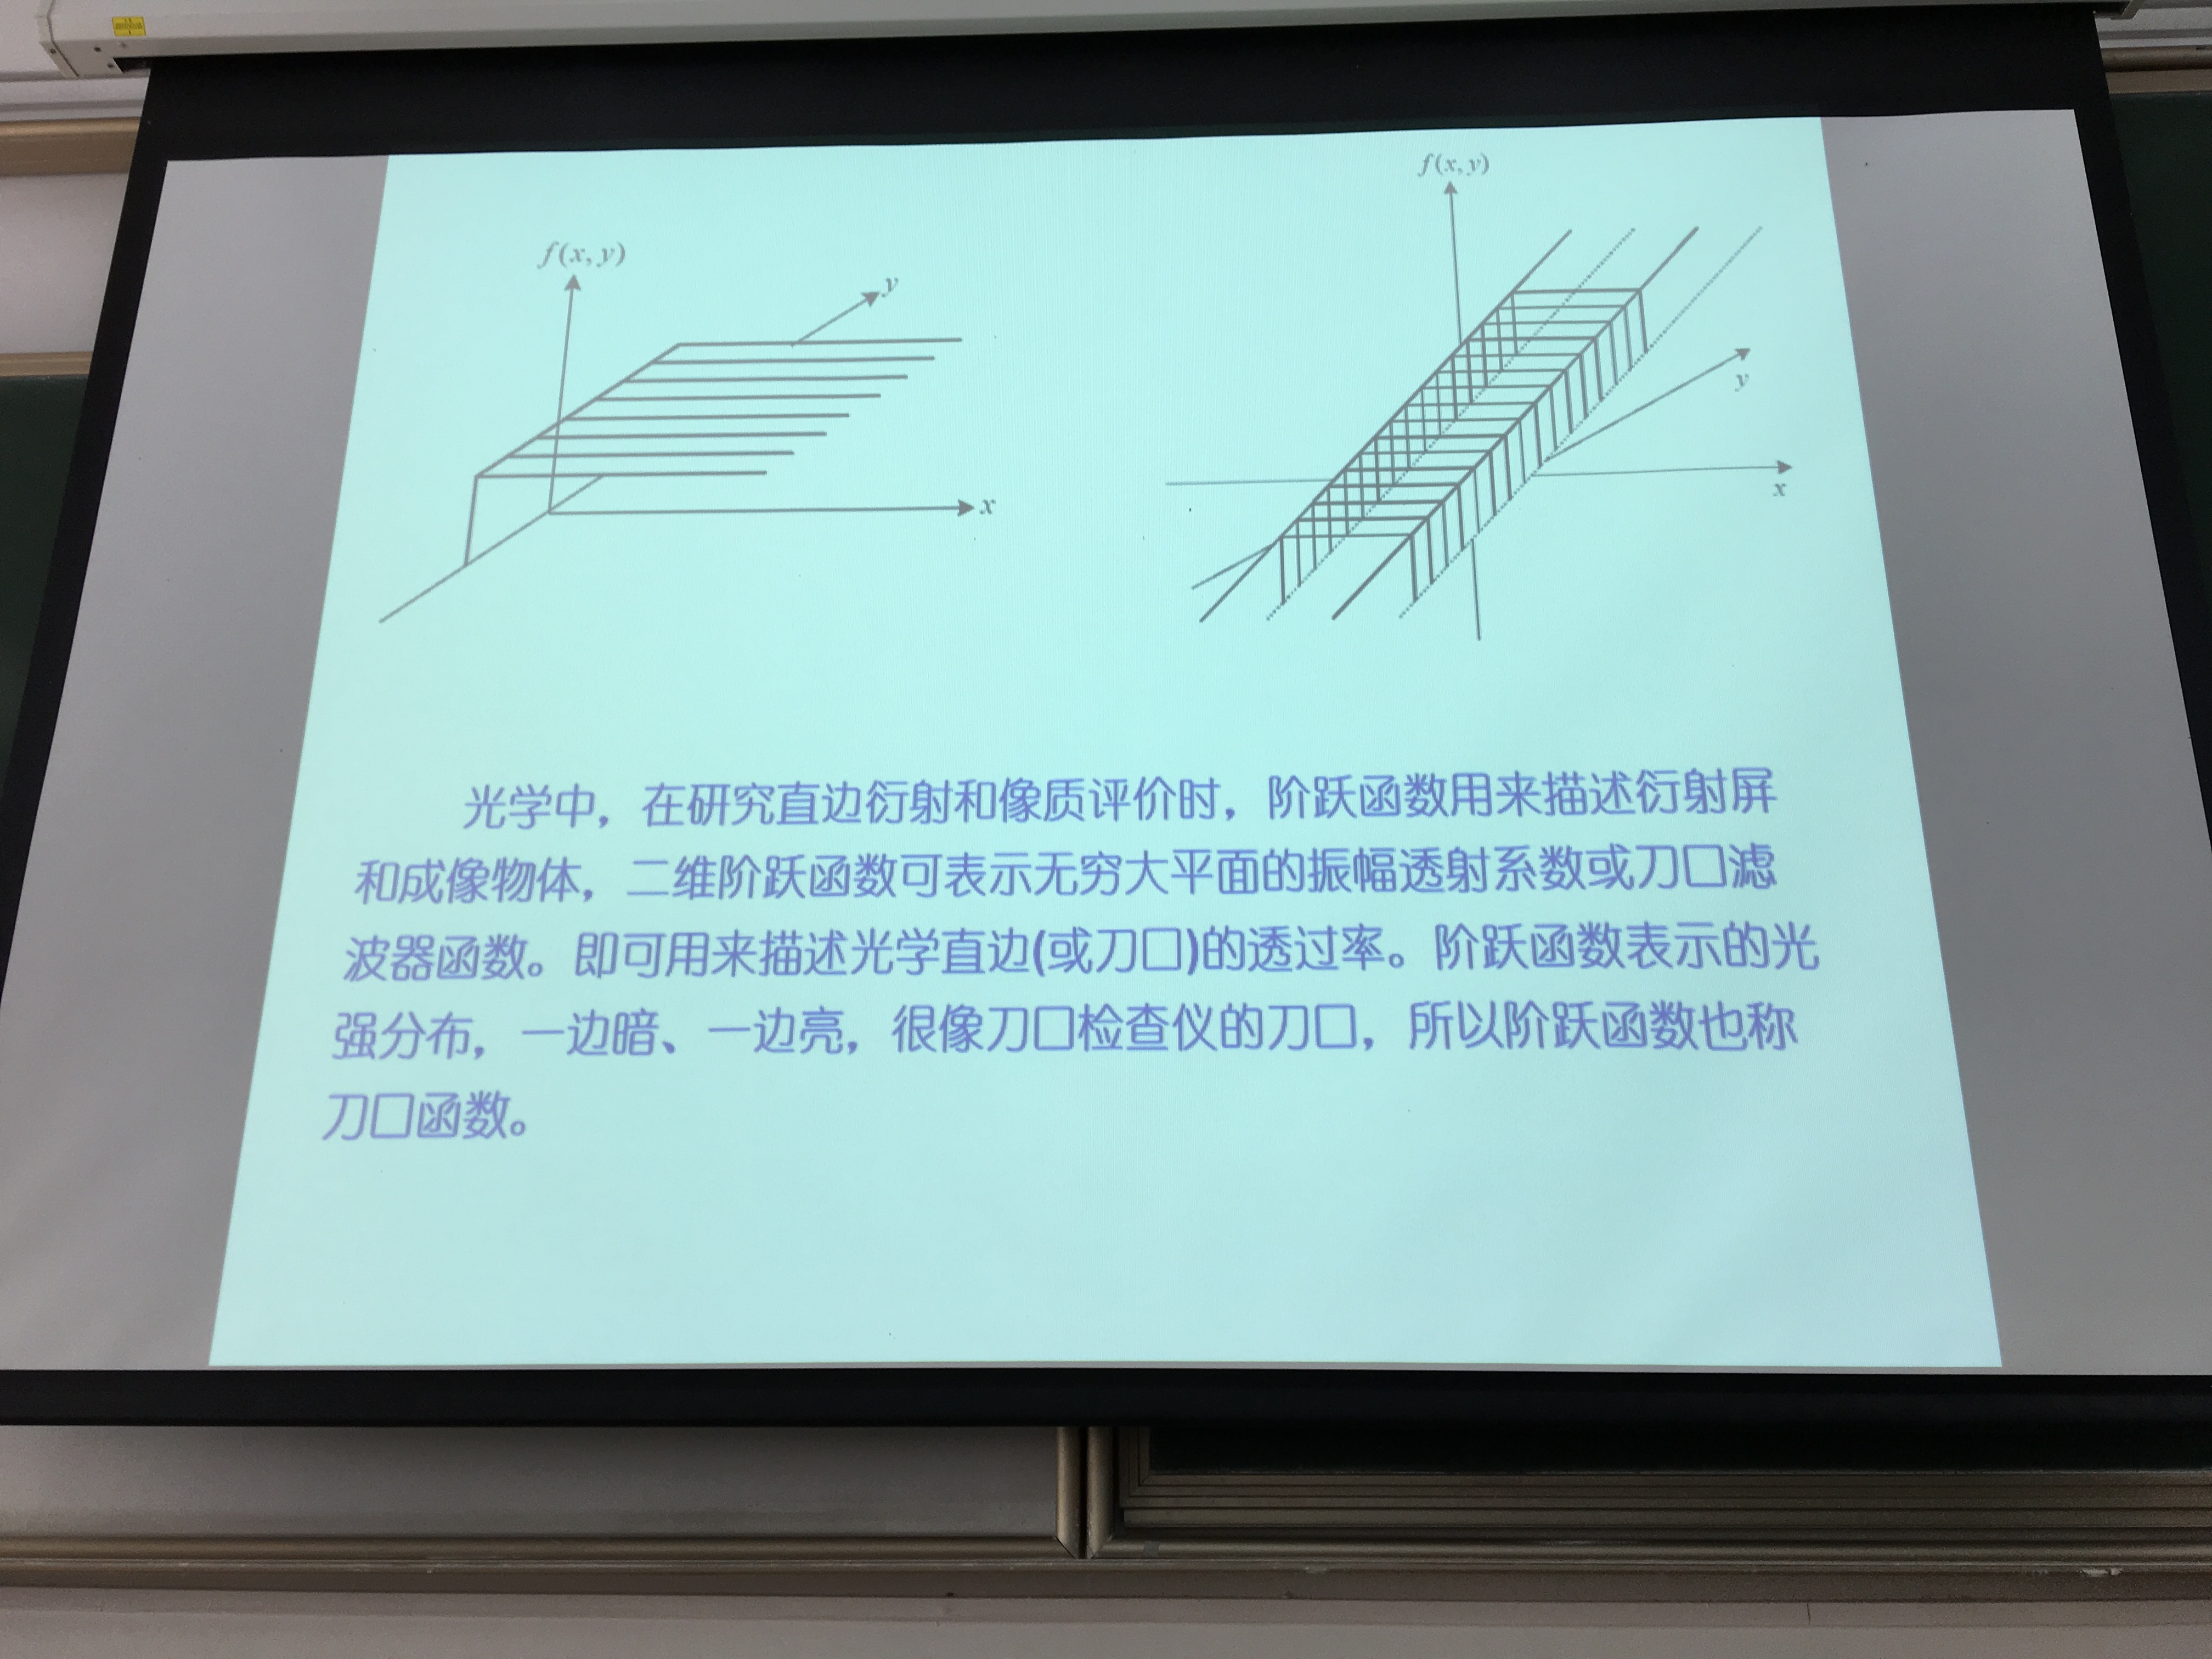 f(x, y)
y
x
f(x, y)
y
x
光学中，在研究直边衍射和像质评价时，阶跃函数用来描述衍射屏
和成像物体，二维阶跃函数可表示无穷大平面的振幅透射系数或刀口滤
波器函数。即可用来描述光学直边(或刀口)的透过率。阶跃函数表示的光
强分布，一边暗、一边亮，很像刀口检查仪的刀口，所以阶跃函数也称
刀口函数。